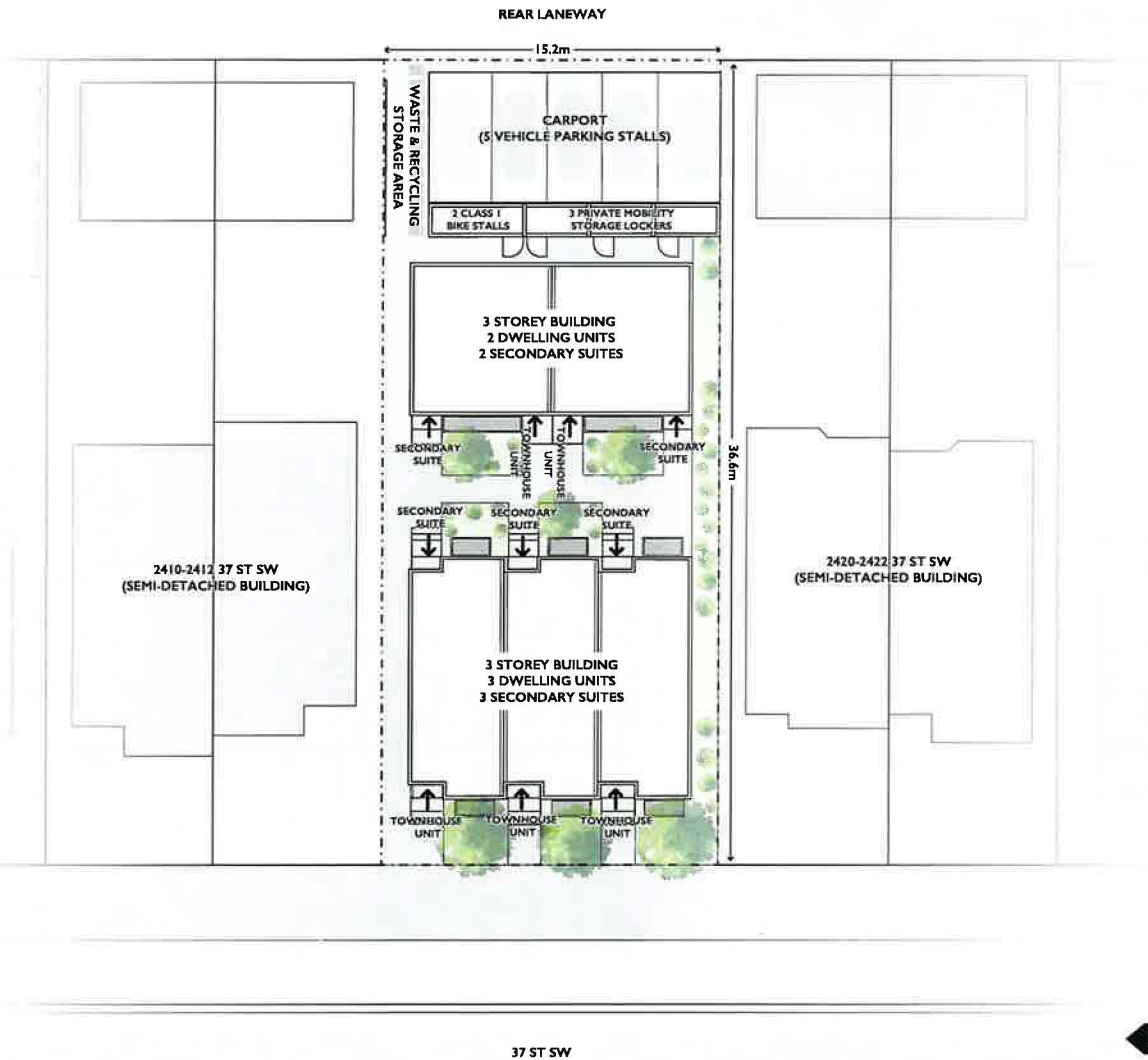 REAR LANEWAY
15.2m
WASTE & RECYCLING
STORAGE AREA
CARPORT
(5 VEHICLE PARKING STALLS)
2 CLASS 1
BIKE STALLS
3 PRIVATE MOBILITY
STORAGE LOCKERS
3 STOREY BUILDING
2 DWELLING UNITS
2 SECONDARY SUITES
SECONDARY
SUITE
TOWNHOUSE
UNIT
TOWNHOUSE
UNIT
SECONDARY
SUITE
36.6m
SECONDARY
SUITE
SECONDARY
SUITE
SECONDARY
SUITE
2410-2412 37 ST SW
(SEMI-DETACHED BUILDING)
2420-2422 37 ST SW
(SEMI-DETACHED BUILDING)
3 STOREY BUILDING
3 DWELLING UNITS
3 SECONDARY SUITES
TOWNHOUSE
UNIT
TOWNHOUSE
UNIT
TOWNHOUSE
UNIT
37 ST SW